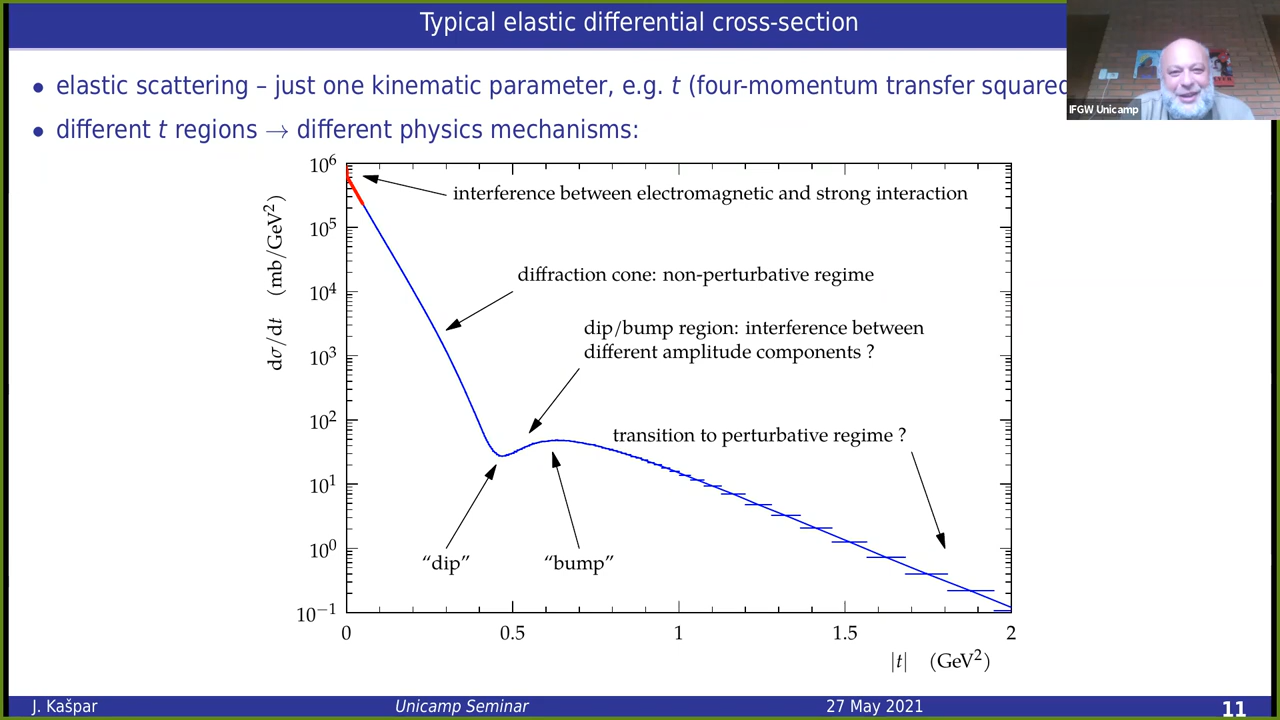 Typical elastic differential cross-section
• elastic scattering – just one kinematic parameter, e.g. t (four-momentum transfer squared
IFGW Unicamp
• different t regions → different physics mechanisms:
dσ/dt (mb/GeV²)
10⁶
10⁵
10⁴
10³
10²
10¹
10⁰
10⁻¹
interference between electromagnetic and strong interaction
diffraction cone: non-perturbative regime
dip/bump region: interference between
different amplitude components ?
transition to perturbative regime ?
“dip”
“bump”
0 0.5 1 1.5 2
|t| (GeV²)
J. Kašpar Unicamp Seminar 27 May 2021 11